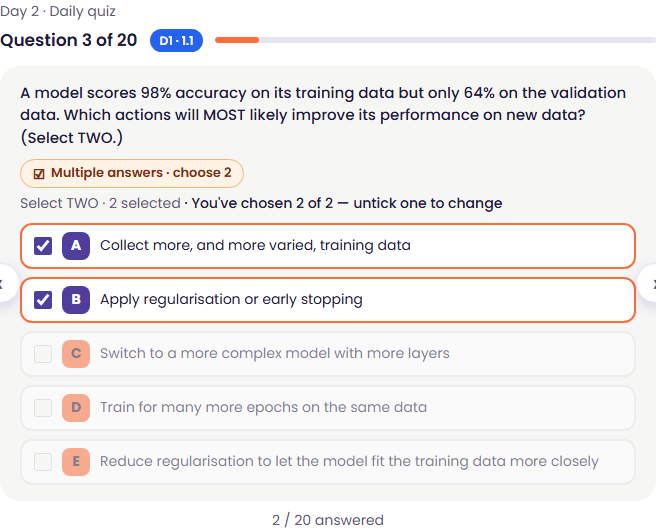 Day 2 · Daily quiz
Question 3 of 20 D1 · 1.1
A model scores 98% accuracy on its training data but only 64% on the validation
data. Which actions will MOST likely improve its performance on new data?
(Select TWO.)
Multiple answers · choose 2
Select TWO · 2 selected · You've chosen 2 of 2 — untick one to change
A Collect more, and more varied, training data
B Apply regularisation or early stopping
C Switch to a more complex model with more layers
D Train for many more epochs on the same data
E Reduce regularisation to let the model fit the training data more closely
2 / 20 answered